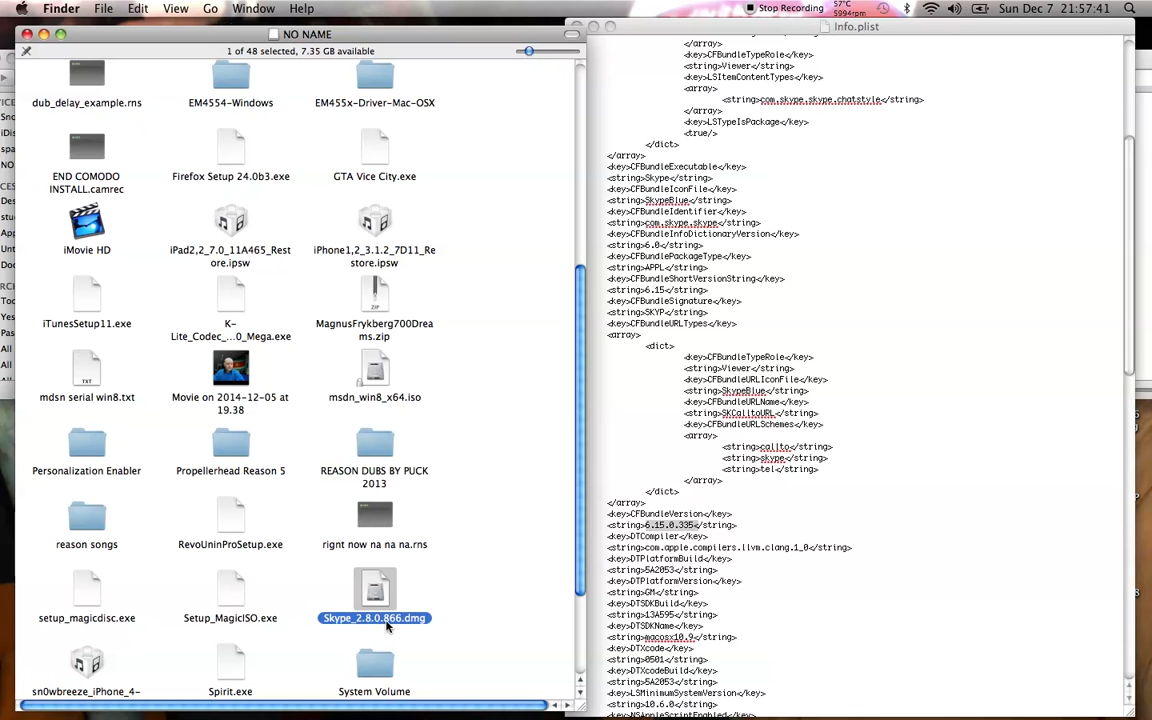 Finder File Edit View Go Window Help
Stop Recording 57°C 5994rpm Sun Dec 7 21:57:41
NO NAME
1 of 48 selected, 7.35 GB available
dub_delay_example.rns EM4554-Windows EM455x-Driver-Mac-OSX
END COMODO INSTALL.camrec Firefox Setup 24.0b3.exe GTA Vice City.exe
iMovie HD iPad2,2_7.0_11A465_Rest
ore.ipsw iPhone1,2_3.1.2_7D11_Re
store.ipsw
iTunesSetup11.exe K-
Lite_Codec_...0_Mega.exe MagnusFrykberg700Drea
ms.zip
mdsn serial win8.txt Movie on 2014-12-05 at
19.38 msdn_win8_x64.iso
Personalization Enabler Propellerhead Reason 5 REASON DUBS BY PUCK
2013
reason songs RevoUninProSetup.exe rignt now na na na.rns
setup_magicdisc.exe Setup_MagicISO.exe Skype_2.8.0.866.dmg
sn0wbreeze_iPhone_4- Spirit.exe System Volume
Info.plist
</array>
<key>CFBundleTypeRole</key>
<string>Viewer</string>
<key>LSItemContentTypes</key>
<array>
<string>com.skype.skype.chatstyle</string>
</array>
<key>LSTypeIsPackage</key>
<true/>
</dict>
</array>
<key>CFBundleExecutable</key>
<string>Skype</string>
<key>CFBundleIconFile</key>
<string>SkypeBlue</string>
<key>CFBundleIdentifier</key>
<string>com.skype.skype</string>
<key>CFBundleInfoDictionaryVersion</key>
<string>6.0</string>
<key>CFBundlePackageType</key>
<string>APPL</string>
<key>CFBundleShortVersionString</key>
<string>6.15</string>
<key>CFBundleSignature</key>
<string>SKYP</string>
<key>CFBundleURLTypes</key>
<array>
<dict>
<key>CFBundleTypeRole</key>
<string>Viewer</string>
<key>CFBundleURLIconFile</key>
<string>SkypeBlue</string>
<key>CFBundleURLName</key>
<string>SKCalltoURL</string>
<key>CFBundleURLSchemes</key>
<array>
<string>callto</string>
<string>skype</string>
<string>tel</string>
</array>
</dict>
</array>
<key>CFBundleVersion</key>
<string>6.15.0.335</string>
<key>DTCompiler</key>
<string>com.apple.compilers.llvm.clang.1_0</string>
<key>DTPlatformBuild</key>
<string>5A2053</string>
<key>DTPlatformVersion</key>
<string>GM</string>
<key>DTSDKBuild</key>
<string>13A595</string>
<key>DTSDKName</key>
<string>macosx10.9</string>
<key>DTXcode</key>
<string>0501</string>
<key>DTXcodeBuild</key>
<string>5A2053</string>
<key>LSMinimumSystemVersion</key>
<string>10.6.0</string>
<key>NSAppleScriptEnabled</key>